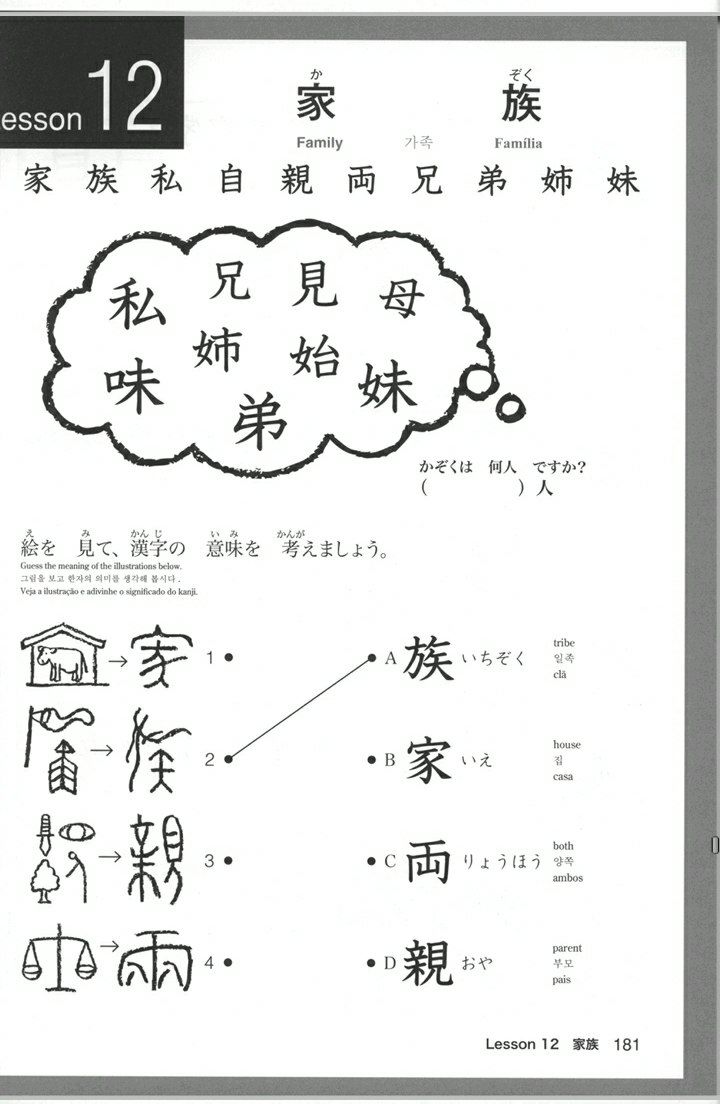 Lesson 12
か ぞく
家 族
Family 가족 Família
家 族 私 自 親 両 兄 弟 姉 妹
私 兄 見 母
姉 始
味 弟 妹
かぞくは 何人 ですか?
( )人
え み かんじ いみ かんが
絵を 見て、漢字の 意味を 考えましょう。
Guess the meaning of the illustrations below.
그림을 보고 한자의 의미를 생각해 봅시다.
Veja a ilustração e adivinhe o significado do kanji.
→ 家 1 • • A 族 いちぞく tribe
일족
clã
→ 族 2 • • B 家 いえ house
집
casa
→ 親 3 • • C 両 りょうほう both
양쪽
ambos
→ 両 4 • • D 親 おや parent
부모
pais
Lesson 12 家族 181